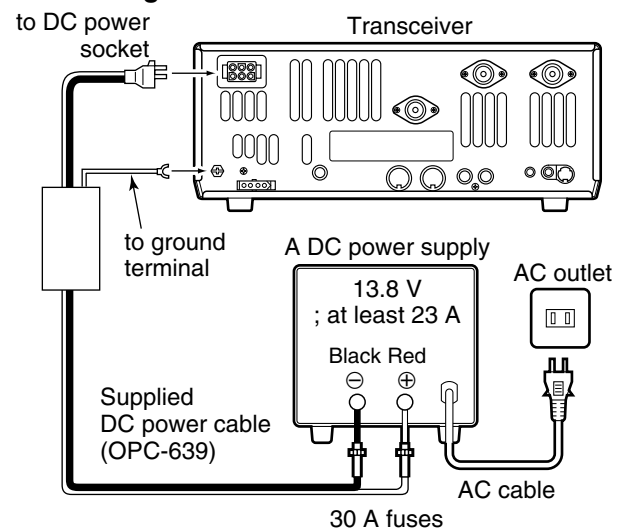 to DC power
socket
Transceiver
to ground
terminal
A DC power supply
13.8 V
; at least 23 A
Black Red
⊖ ⊕
AC outlet
Supplied
DC power cable
(OPC-639)
AC cable
30 A fuses